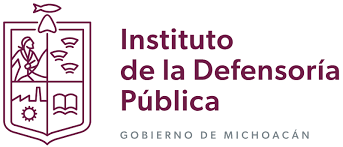 Instituto
de la Defensoría
Pública
GOBIERNO DE MICHOACÁN